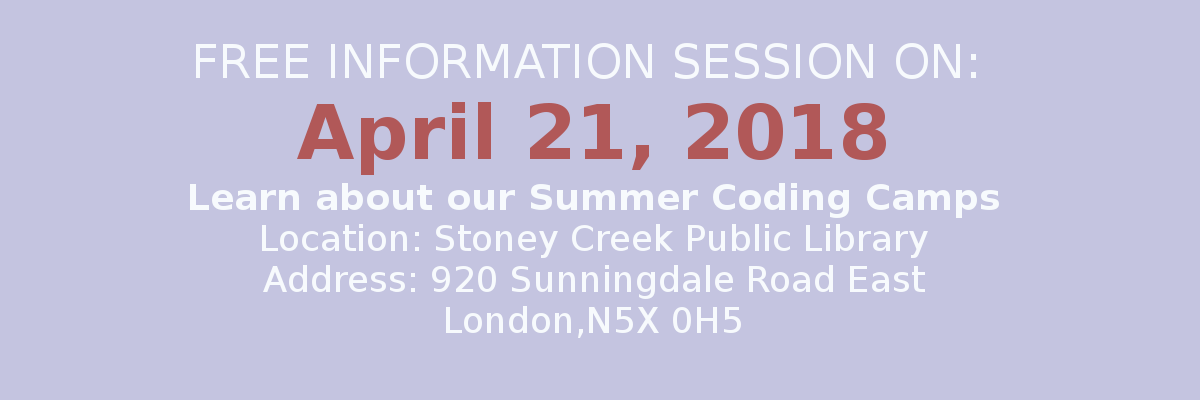 FREE INFORMATION SESSION ON:
April 21, 2018
Learn about our Summer Coding Camps
Location: Stoney Creek Public Library
Address: 920 Sunningdale Road East
London,N5X 0H5